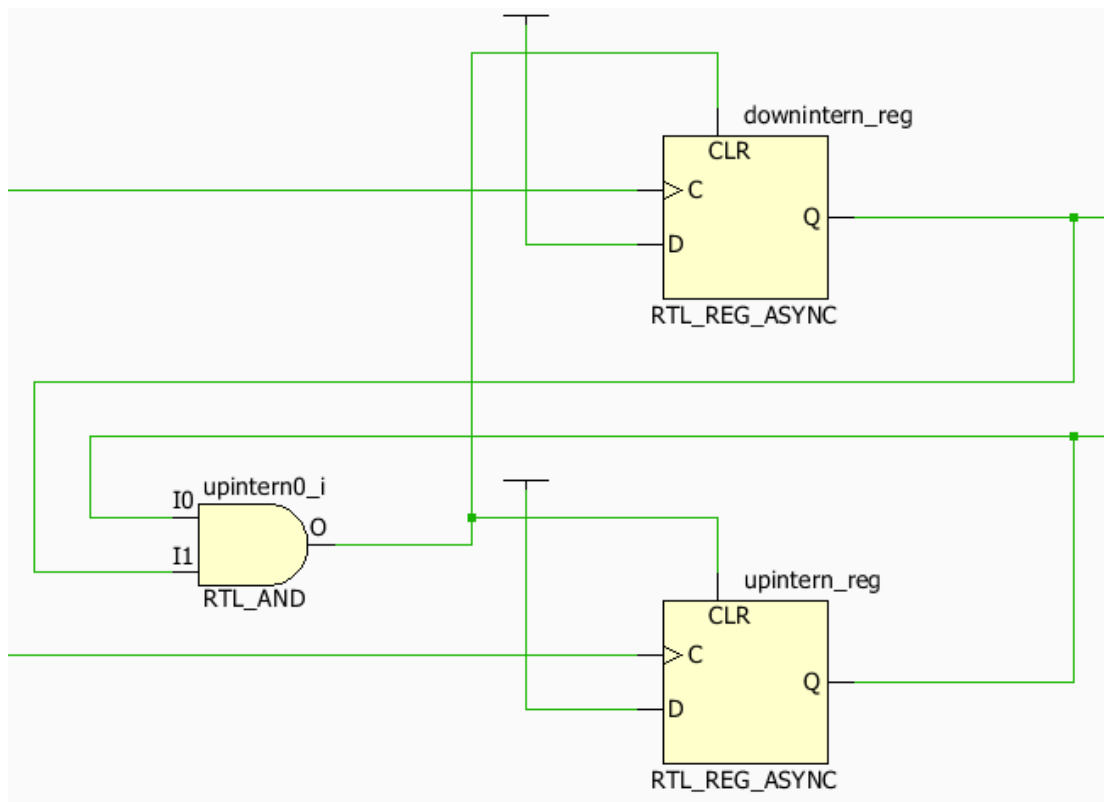 downintern_reg
CLR
C
Q
D
RTL_REG_ASYNC
upintern0_i
I0
O
I1
RTL_AND
upintern_reg
CLR
C
Q
D
RTL_REG_ASYNC